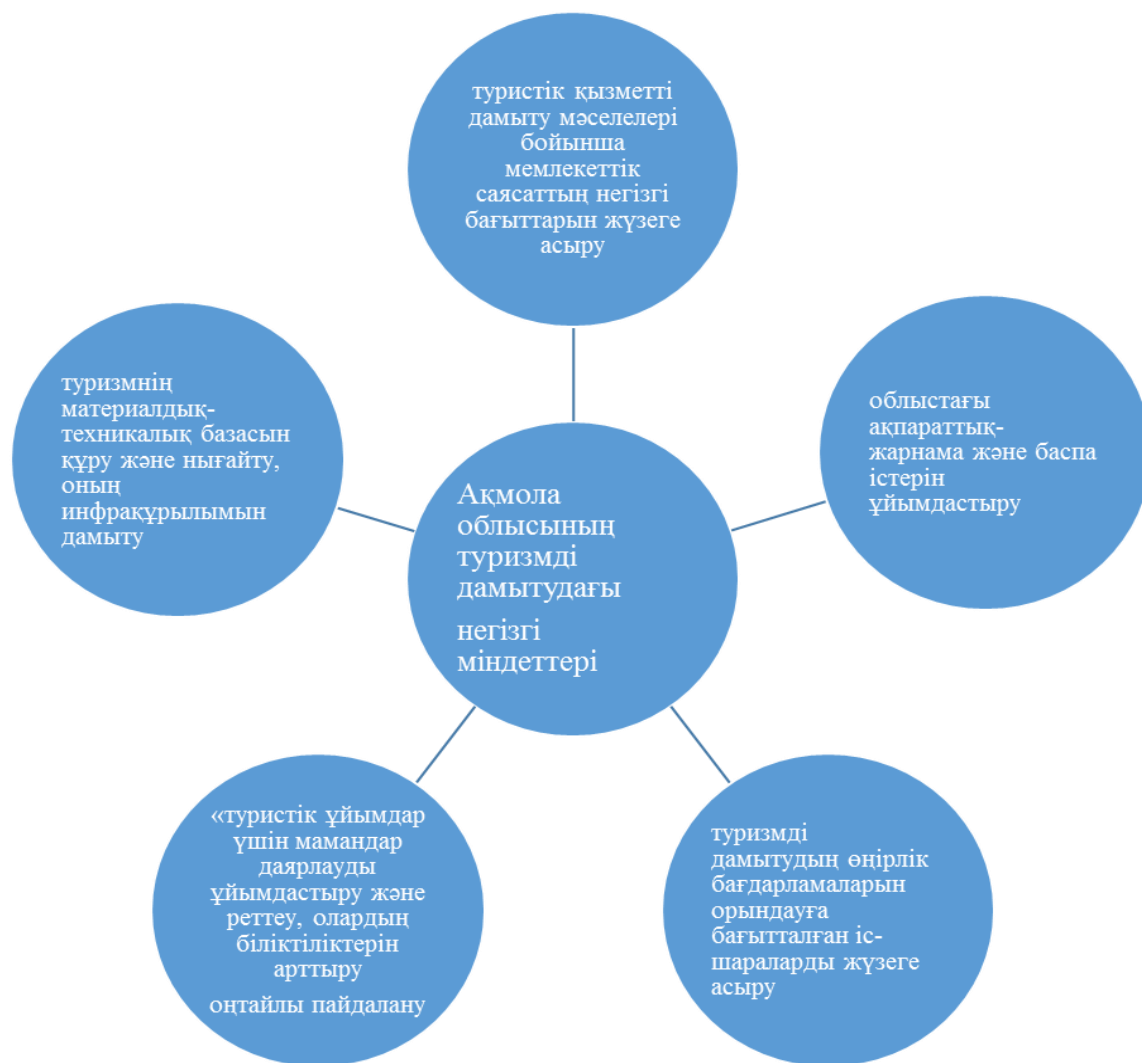 туристік қызметті
дамыту мәселелері
бойынша
мемлекеттік
саясаттың негізгі
бағыттарын жүзеге
асыру
туризмнің
материалдық-
техникалық базасын
құру және нығайту,
оның
инфрақұрылымын
дамыту
облыстағы
ақпараттық-
жарнама және баспа
істерін
ұйымдастыру
Ақмола
облысының
туризмді
дамытудағы
негізгі
міндеттері
«туристік ұйымдар
үшін мамандар
даярлауды
ұйымдастыру және
реттеу, олардың
біліктіліктерін
арттыру
оңтайлы пайдалану
туризмді
дамытудың өңірлік
бағдарламаларын
орындауға
бағытталған іс-
шараларды жүзеге
асыру